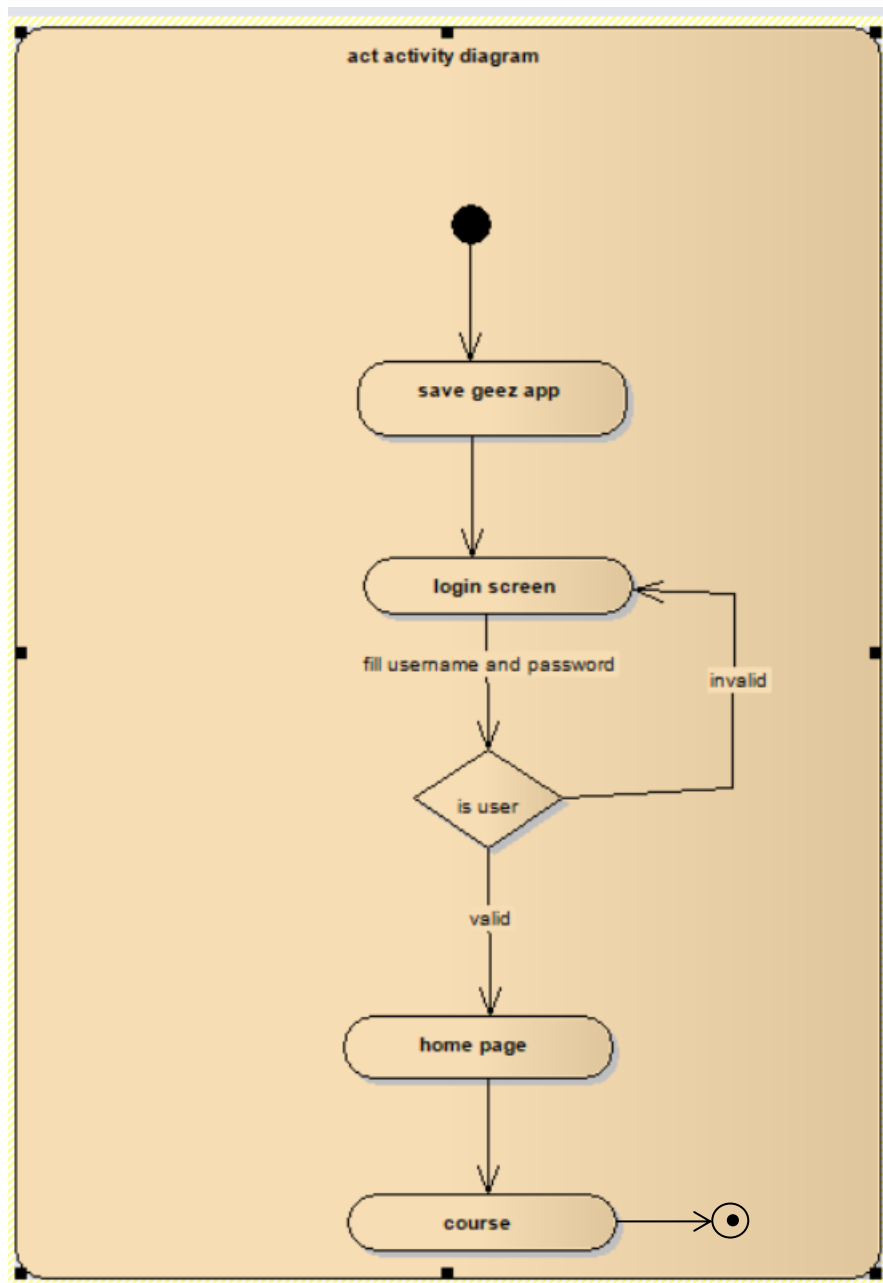 act activity diagram
save geez app
login screen
fill username and password
invalid
is user
valid
home page
course